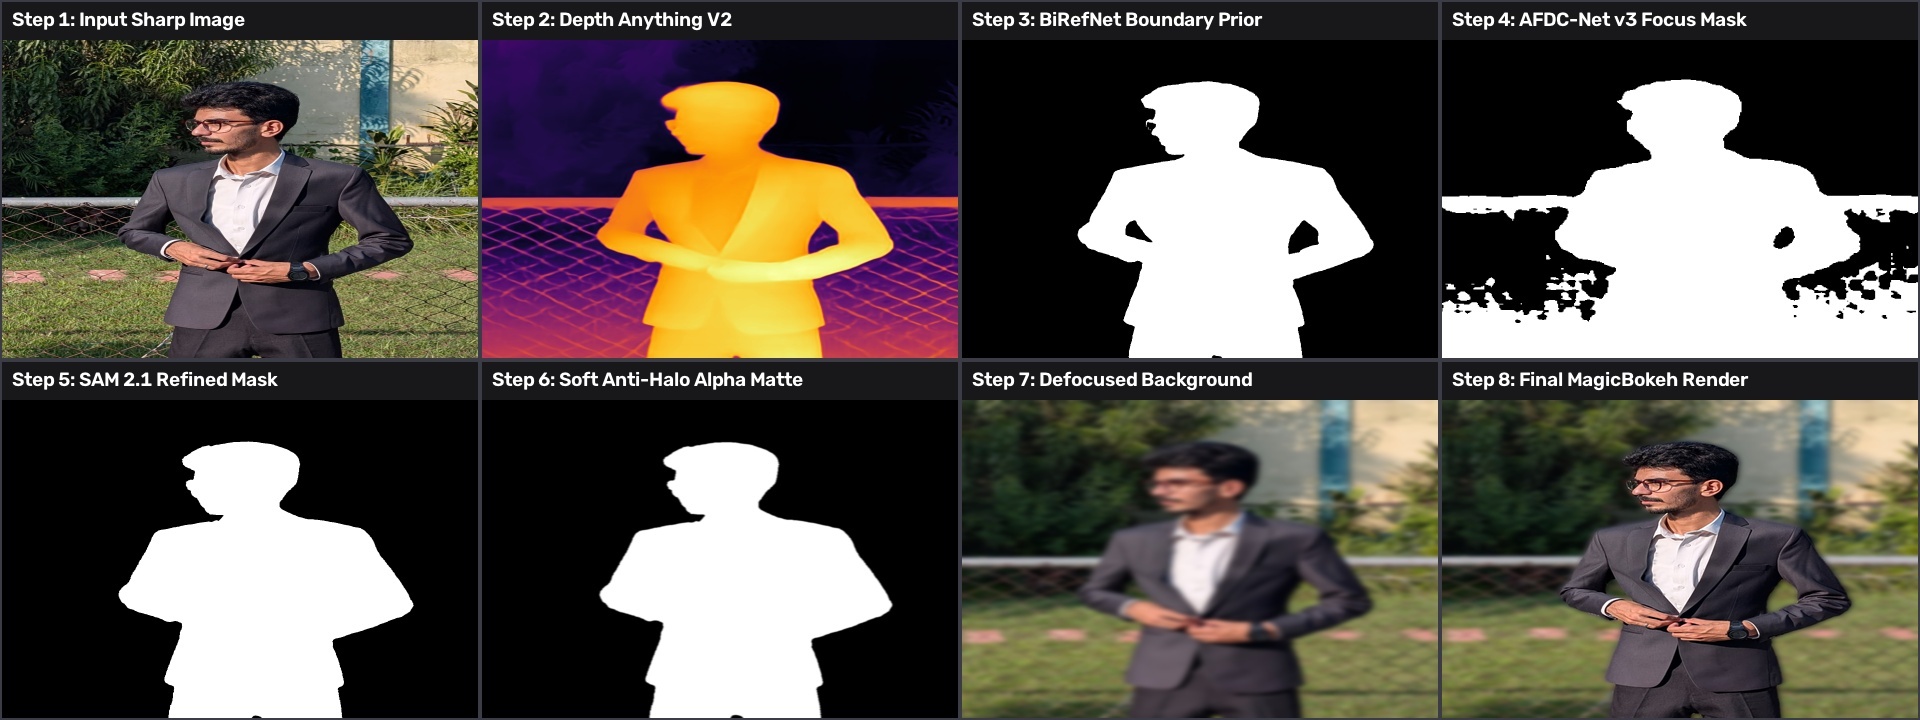 Step 1: Input Sharp Image
Step 2: Depth Anything V2
Step 3: BiRefNet Boundary Prior
Step 4: AFDC-Net v3 Focus Mask
Step 5: SAM 2.1 Refined Mask
Step 6: Soft Anti-Halo Alpha Matte
Step 7: Defocused Background
Step 8: Final MagicBokeh Render